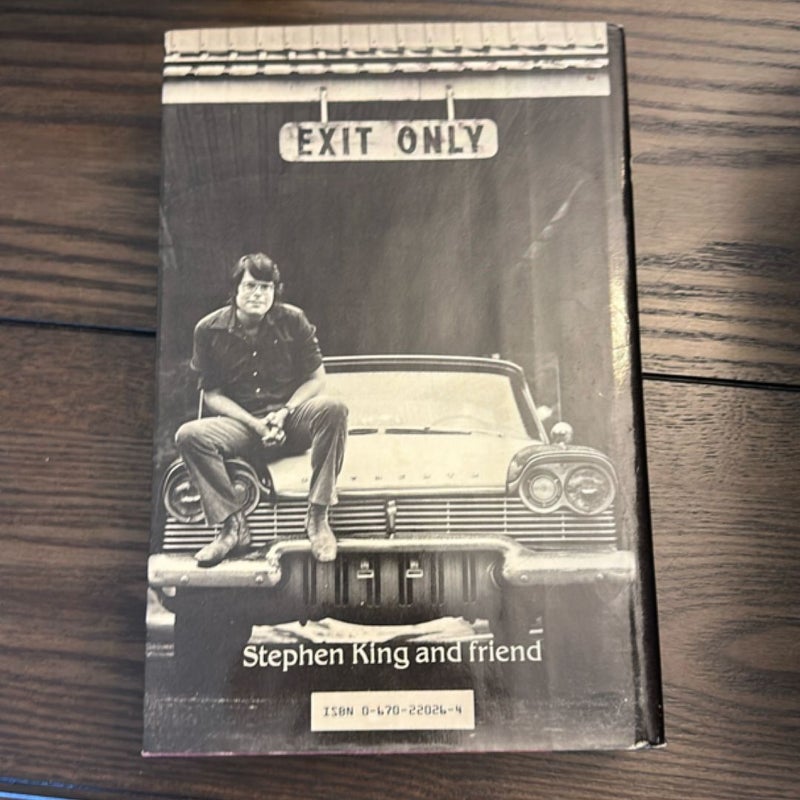 EXIT ONLY
Stephen King and friend
ISBN 0-670-22026-4